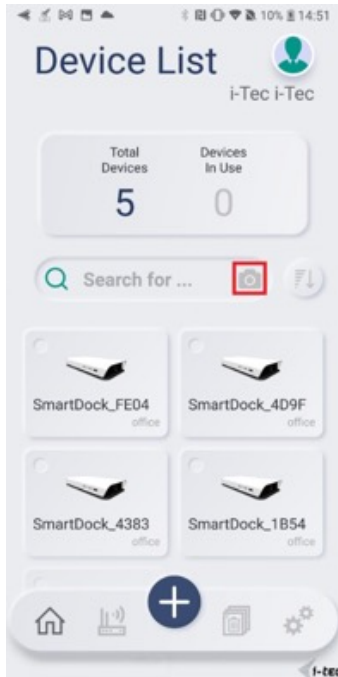 10% 14:51
Device List
i-Tec i-Tec
Total
Devices
5
Devices
In Use
0
Search for ...
SmartDock_FE04
office
SmartDock_4D9F
office
SmartDock_4383
office
SmartDock_1B54
office
i-tec